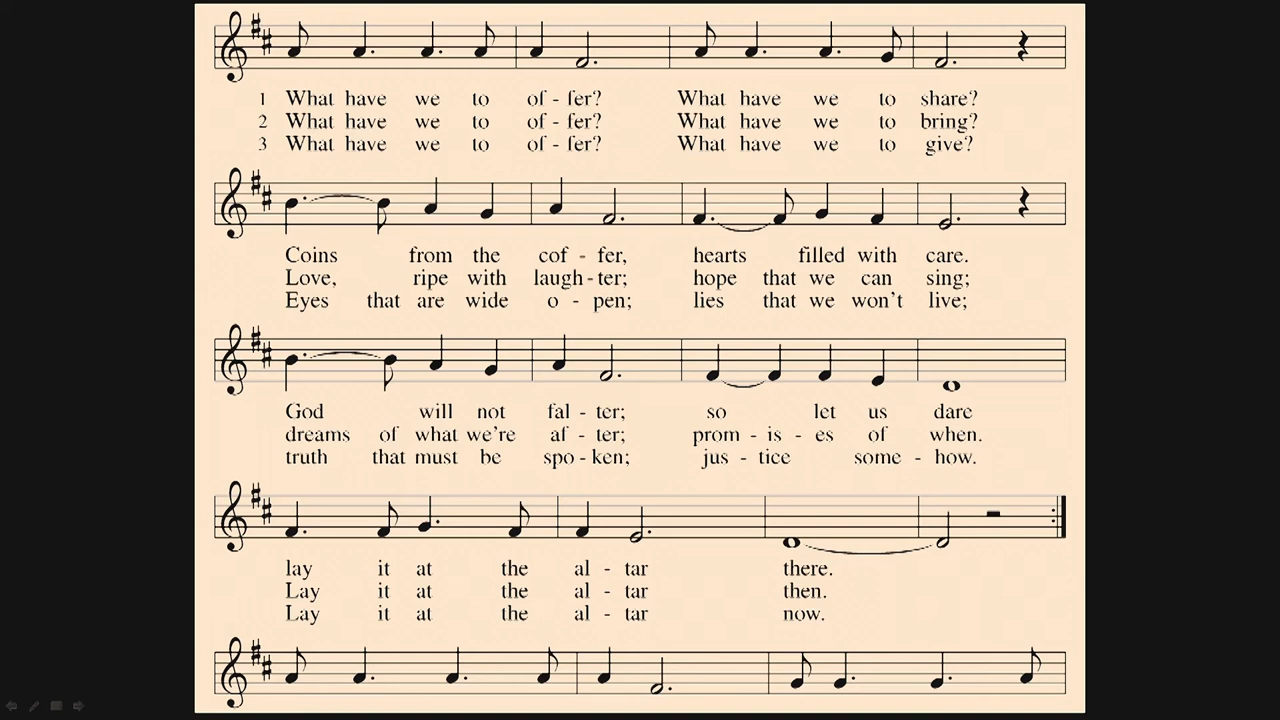 1 What have we to of - fer? What have we to share?
2 What have we to of - fer? What have we to bring?
3 What have we to of - fer? What have we to give?
Coins from the cof - fer, hearts filled with care.
Love, ripe with laugh - ter; hope that we can sing;
Eyes that are wide o - pen; lies that we won't live;
God will not fal - ter; so let us dare
dreams of what we're af - ter; prom - is - es of when.
truth that must be spo - ken; jus - tice some - how.
lay it at the al - tar there.
Lay it at the al - tar then.
Lay it at the al - tar now.